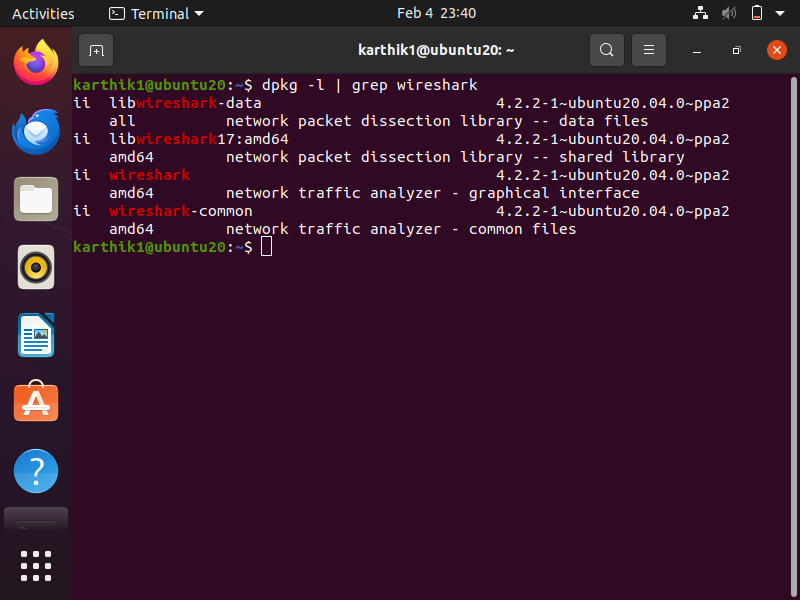 Activities Terminal Feb 4 23:40
karthik1@ubuntu20: ~
karthik1@ubuntu20:~$ dpkg -l | grep wireshark
ii  libwireshark-data                          4.2.2-1~ubuntu20.04.0~ppa2
    all          network packet dissection library -- data files
ii  libwireshark17:amd64                       4.2.2-1~ubuntu20.04.0~ppa2
    amd64        network packet dissection library -- shared library
ii  wireshark                                  4.2.2-1~ubuntu20.04.0~ppa2
    amd64        network traffic analyzer - graphical interface
ii  wireshark-common                           4.2.2-1~ubuntu20.04.0~ppa2
    amd64        network traffic analyzer - common files
karthik1@ubuntu20:~$